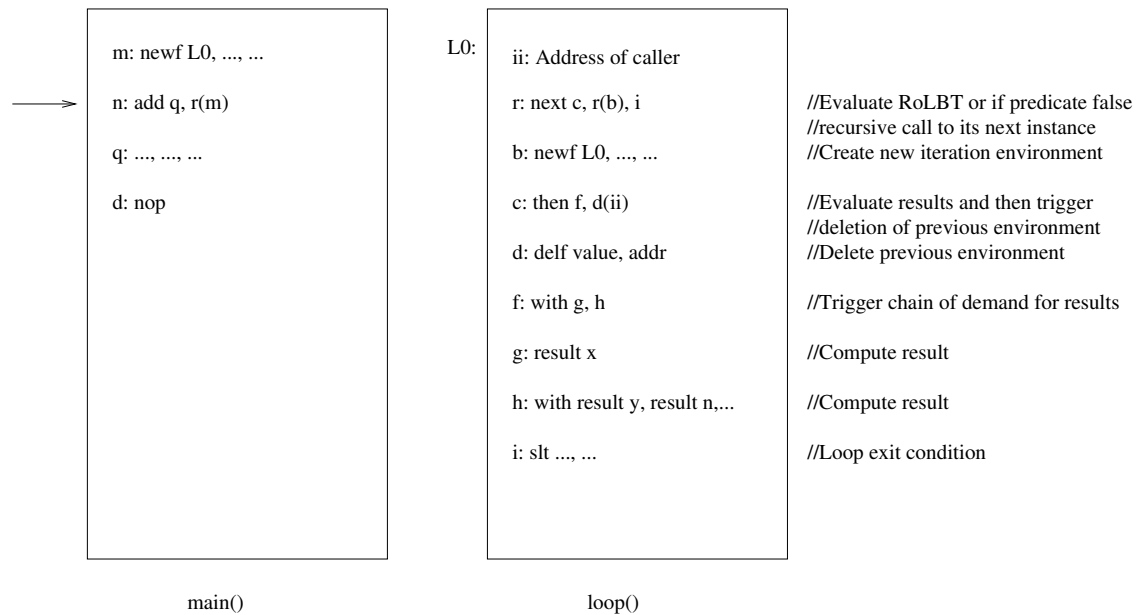 m: newf L0, ..., ...
n: add q, r(m)
q: ..., ..., ...
d: nop
main()
L0:
ii: Address of caller
r: next c, r(b), i //Evaluate RoLBT or if predicate false
//recursive call to its next instance
b: newf L0, ..., ... //Create new iteration environment
c: then f, d(ii) //Evaluate results and then trigger
//deletion of previous environment
d: delf value, addr //Delete previous environment
f: with g, h //Trigger chain of demand for results
g: result x //Compute result
h: with result y, result n,... //Compute result
i: slt ..., ... //Loop exit condition
loop()